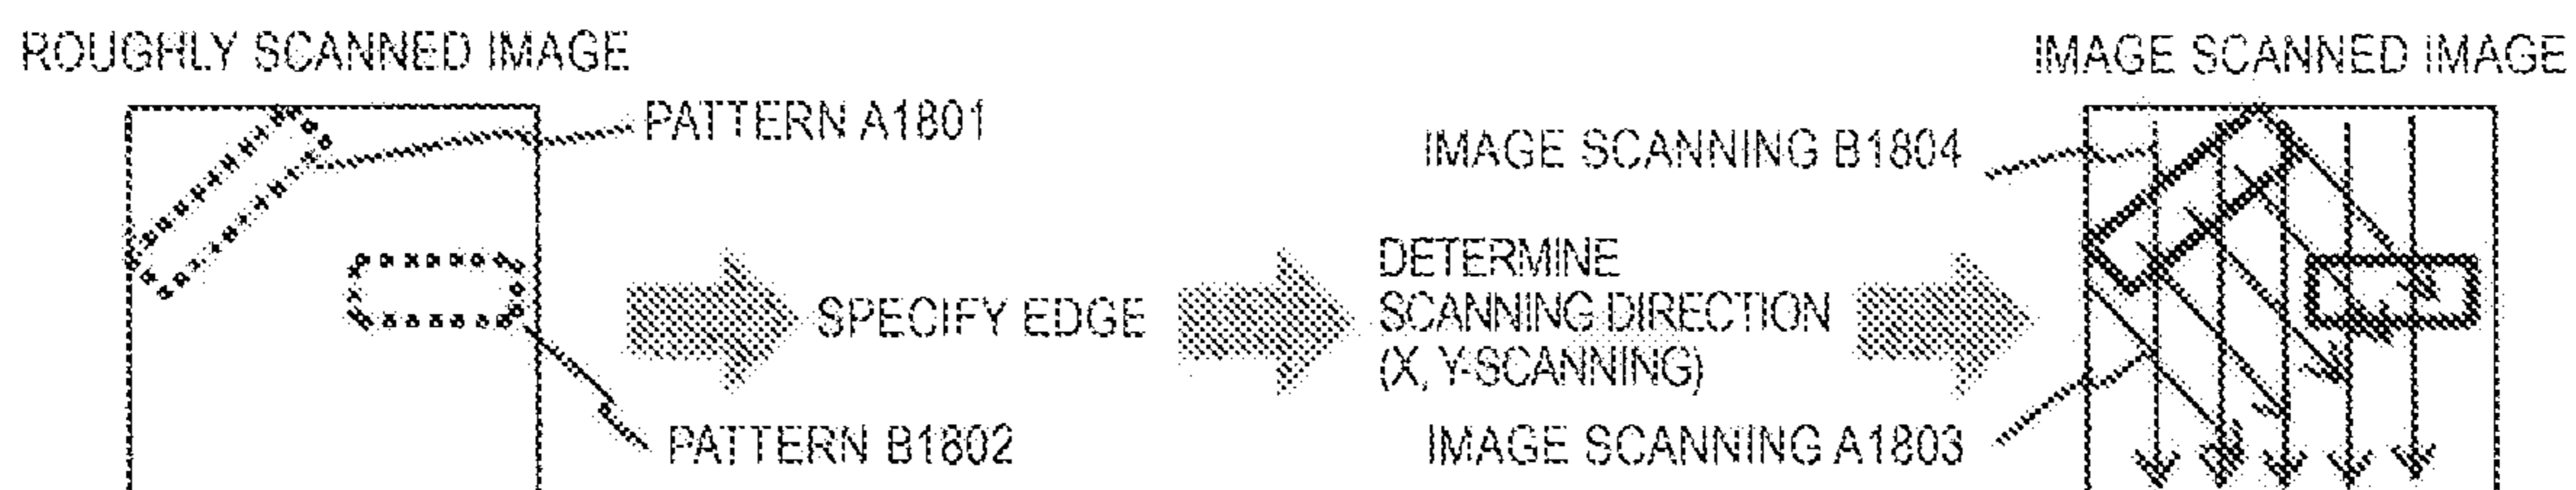 ROUGHLY SCANNED IMAGE
IMAGE SCANNED IMAGE
PATTERN A1801
IMAGE SCANNING B1804
SPECIFY EDGE
DETERMINE
SCANNING DIRECTION
(X, Y-SCANNING)
PATTERN B1802
IMAGE SCANNING A1803